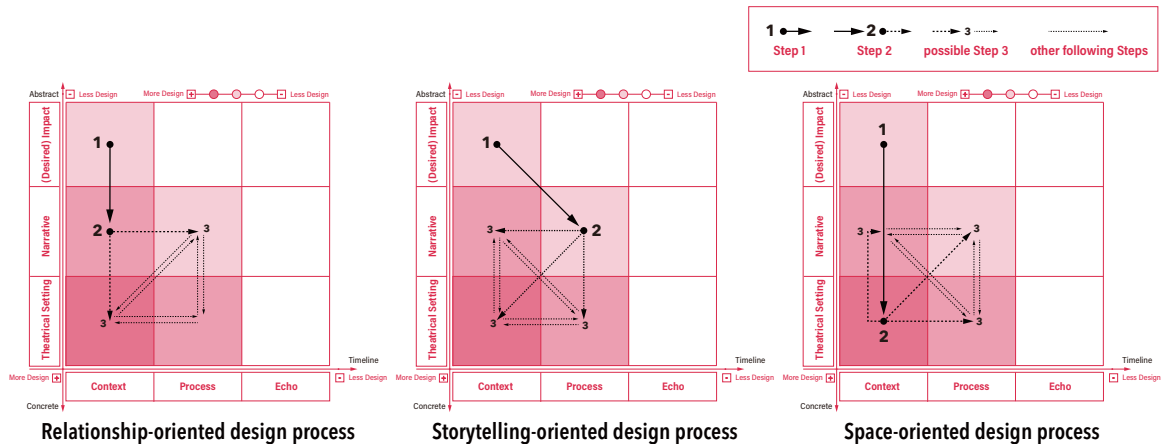 1 2 3
Step 1 Step 2 possible Step 3 other following Steps
Abstract - Less Design More Design + - Less Design
(Desired) Impact
Narrative
Theatrical Setting
1
2
3
3
Timeline
More Design + Context Process Echo - Less Design
Concrete
Relationship-oriented design process
Abstract - Less Design More Design + - Less Design
(Desired) Impact
Narrative
Theatrical Setting
1
3 2
3 3
Timeline
More Design + Context Process Echo - Less Design
Concrete
Storytelling-oriented design process
Abstract - Less Design More Design + - Less Design
(Desired) Impact
Narrative
Theatrical Setting
1
3 3
2 3
Timeline
More Design + Context Process Echo - Less Design
Concrete
Space-oriented design process